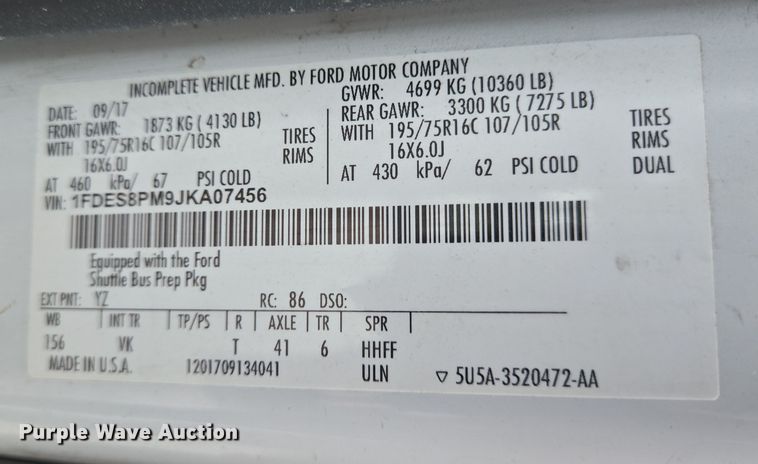 INCOMPLETE VEHICLE MFD. BY FORD MOTOR COMPANY
DATE: 09/17 GVWR: 4699 KG (10360 LB)
FRONT GAWR: 1873 KG ( 4130 LB) REAR GAWR: 3300 KG ( 7275 LB)
WITH 195/75R16C 107/105R TIRES WITH 195/75R16C 107/105R TIRES
16X6.0J RIMS 16X6.0J RIMS
AT 460 kPa/ 67 PSI COLD AT 430 kPa/ 62 PSI COLD DUAL
VIN: 1FDES8PM9JKA07456
Equipped with the Ford
Shuttle Bus Prep Pkg
EXT PNT: YZ RC: 86 DSO:
WB INT TR TP/PS R AXLE TR SPR
156 VK T 41 6 HHFF
MADE IN U.S.A. 1201709134041 ULN ▽ 5U5A-3520472-AA
Purple Wave Auction